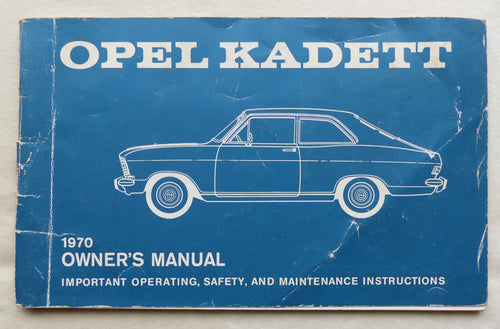 OPEL KADETT
1970
OWNER'S MANUAL
IMPORTANT OPERATING, SAFETY, AND MAINTENANCE INSTRUCTIONS